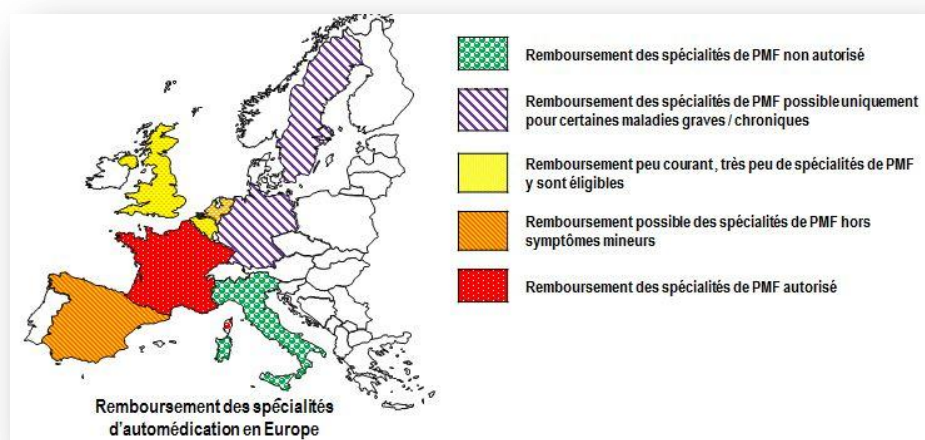 Remboursement des spécialités de PMF non autorisé
Remboursement des spécialités de PMF possible uniquement
pour certaines maladies graves / chroniques
Remboursement peu courant, très peu de spécialités de PMF
y sont éligibles
Remboursement possible des spécialités de PMF hors
symptômes mineurs
Remboursement des spécialités de PMF autorisé
Remboursement des spécialités
d'automédication en Europe